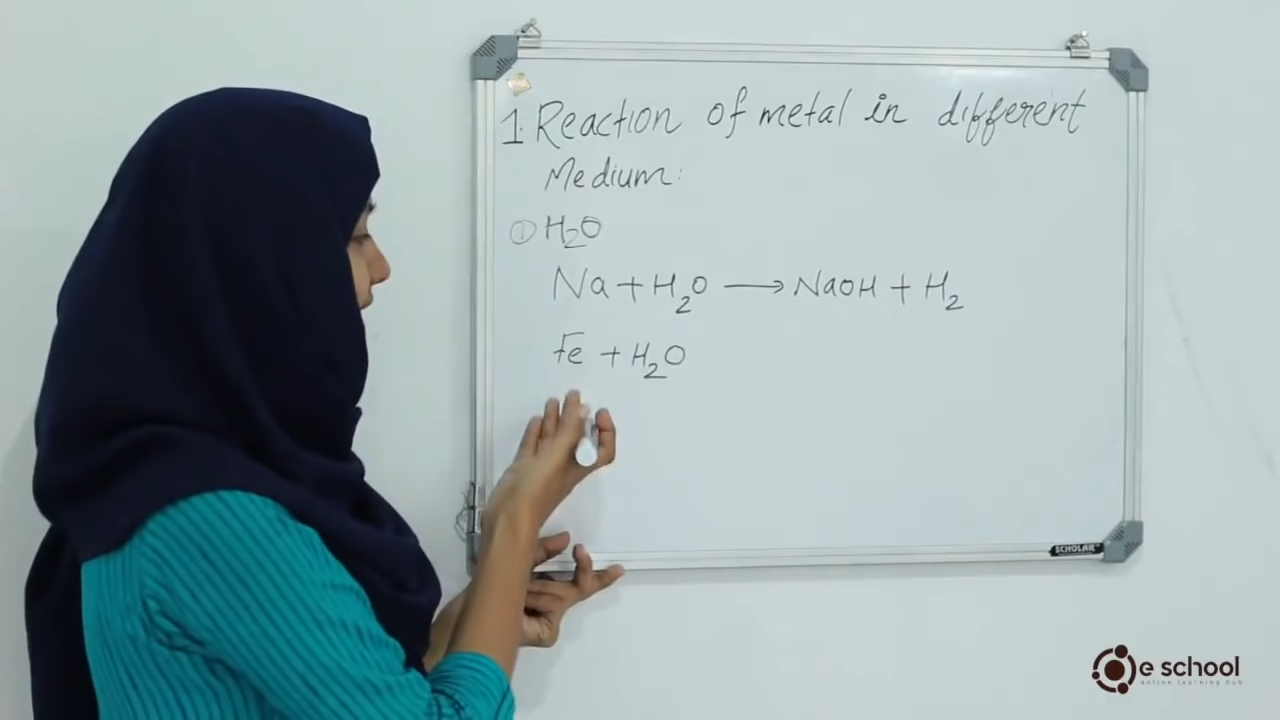 1. Reaction of metal in different
Medium:
① H₂O
Na + H₂O ⟶ NaOH + H₂
Fe + H₂O
SCHOLAR
e school
online learning hub